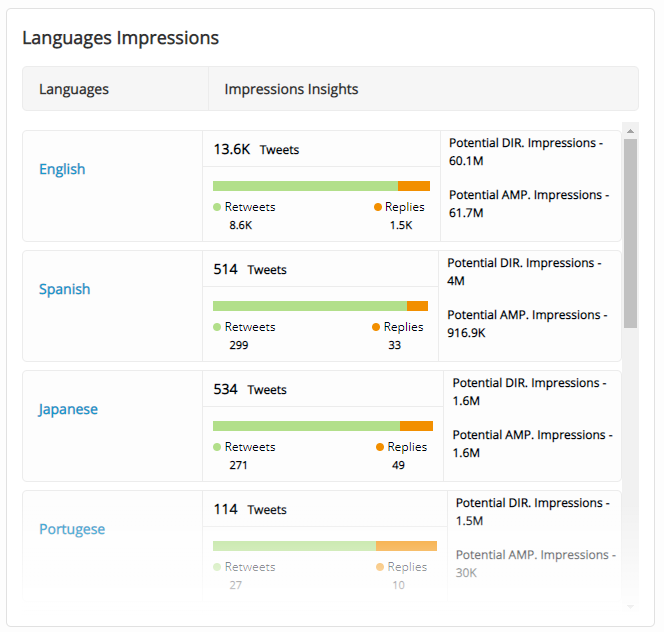 Languages Impressions
Languages Impressions Insights
English
13.6K Tweets
Retweets Replies
8.6K 1.5K
Potential DIR. Impressions -
60.1M
Potential AMP. Impressions -
61.7M
Spanish
514 Tweets
Retweets Replies
299 33
Potential DIR. Impressions -
4M
Potential AMP. Impressions -
916.9K
Japanese
534 Tweets
Retweets Replies
271 49
Potential DIR. Impressions -
1.6M
Potential AMP. Impressions -
1.6M
Portugese
114 Tweets
Retweets Replies
27 10
Potential DIR. Impressions -
1.5M
Potential AMP. Impressions -
30K